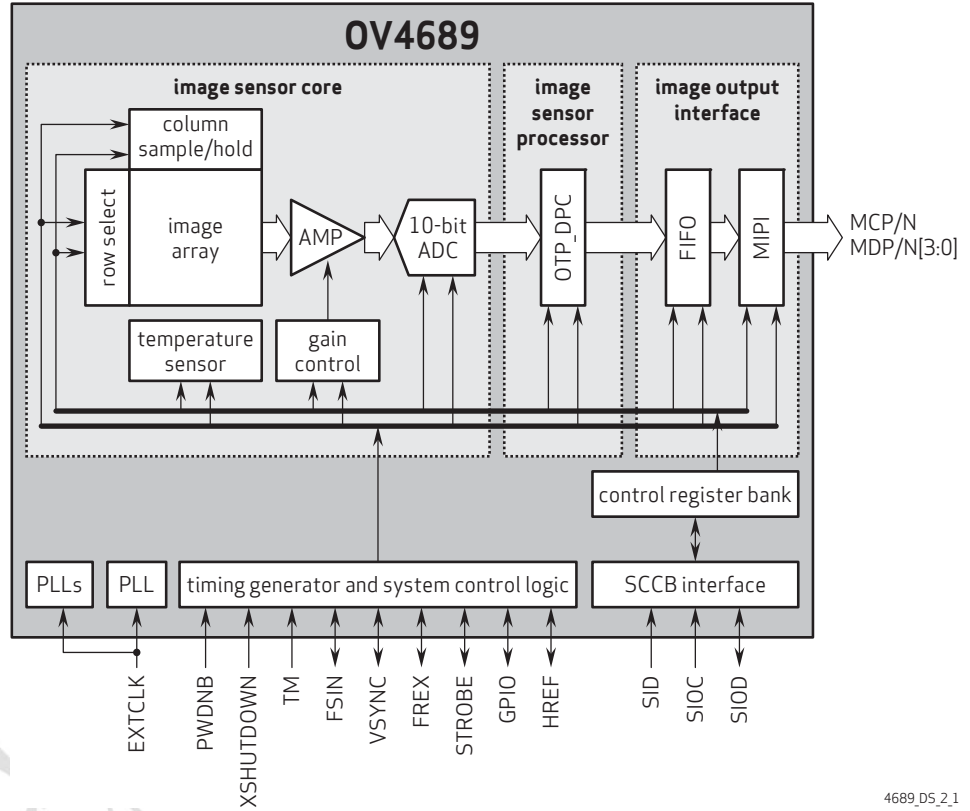 OV4689
image sensor core
image
sensor
processor
image output
interface
column
sample/hold
row select
image
array
AMP
10-bit
ADC
OTP_DPC
FIFO
MIPI
MCP/N
MDP/N[3:0]
temperature
sensor
gain
control
control register bank
PLLs
PLL
timing generator and system control logic
SCCB interface
EXTCLK
PWDNB
XSHUTDOWN
TM
FSIN
VSYNC
FREX
STROBE
GPIO
HREF
SID
SIOC
SIOD
4689_DS_2_1